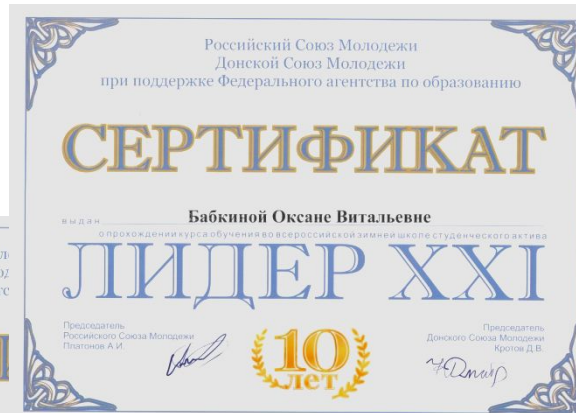 Российский Союз Молодежи
Донской Союз Молодежи
при поддержке Федерального агентства по образованию
СЕРТИФИКАТ
выдан Бабкиной Оксане Витальевне
о прохождении курса обучения во всероссийской зимней школе студенческого актива
ЛИДЕР XXI
Председатель
Российского Союза Молодежи
Платонов А.И.
10
лет
Председатель
Донского Союза Молодежи
Кротов Д.В.